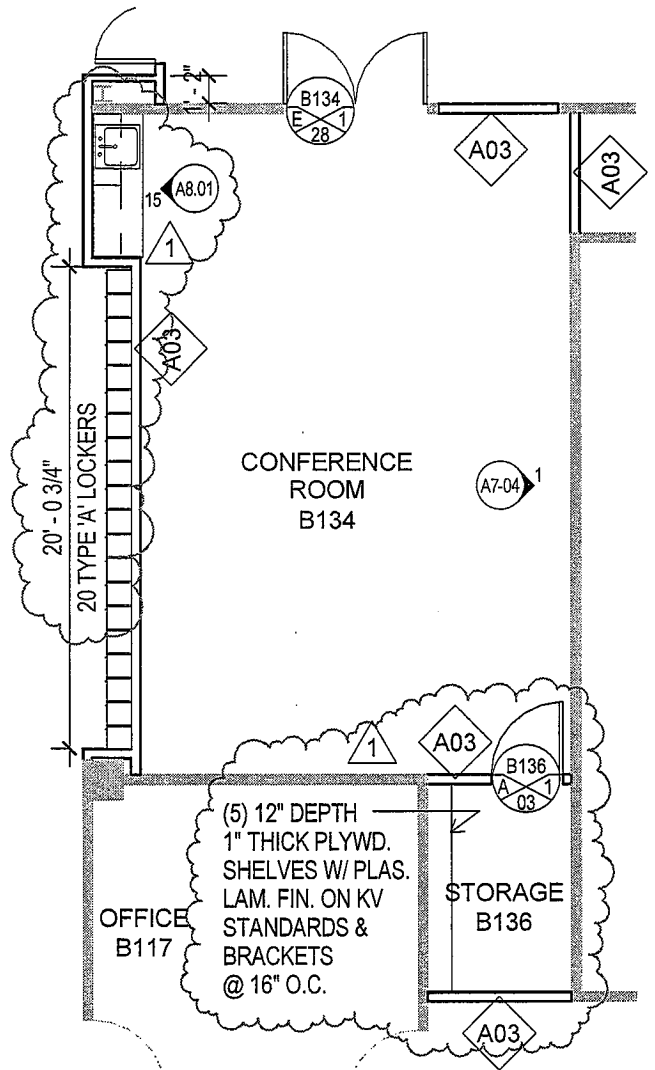 1' - 2"
B134
E 1
28
A03
A03
15 A8.01
1
A03
20' - 0 3/4"
20 TYPE 'A' LOCKERS
CONFERENCE
ROOM
B134
A7-04 1
1
A03
B136
A 1
03
(5) 12" DEPTH
1" THICK PLYWD.
SHELVES W/ PLAS.
LAM. FIN. ON KV
STANDARDS &
BRACKETS
@ 16" O.C.
STORAGE
B136
OFFICE
B117
A03